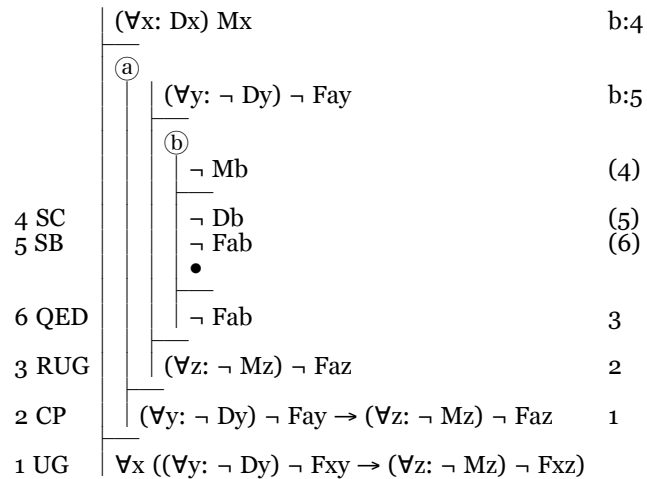 (∀x: Dx) Mx b:4
ⓐ
(∀y: ¬ Dy) ¬ Fay b:5
ⓑ
¬ Mb (4)
4 SC ¬ Db (5)
5 SB ¬ Fab (6)
●
6 QED ¬ Fab 3
3 RUG (∀z: ¬ Mz) ¬ Faz 2
2 CP (∀y: ¬ Dy) ¬ Fay → (∀z: ¬ Mz) ¬ Faz 1
1 UG ∀x ((∀y: ¬ Dy) ¬ Fxy → (∀z: ¬ Mz) ¬ Fxz)